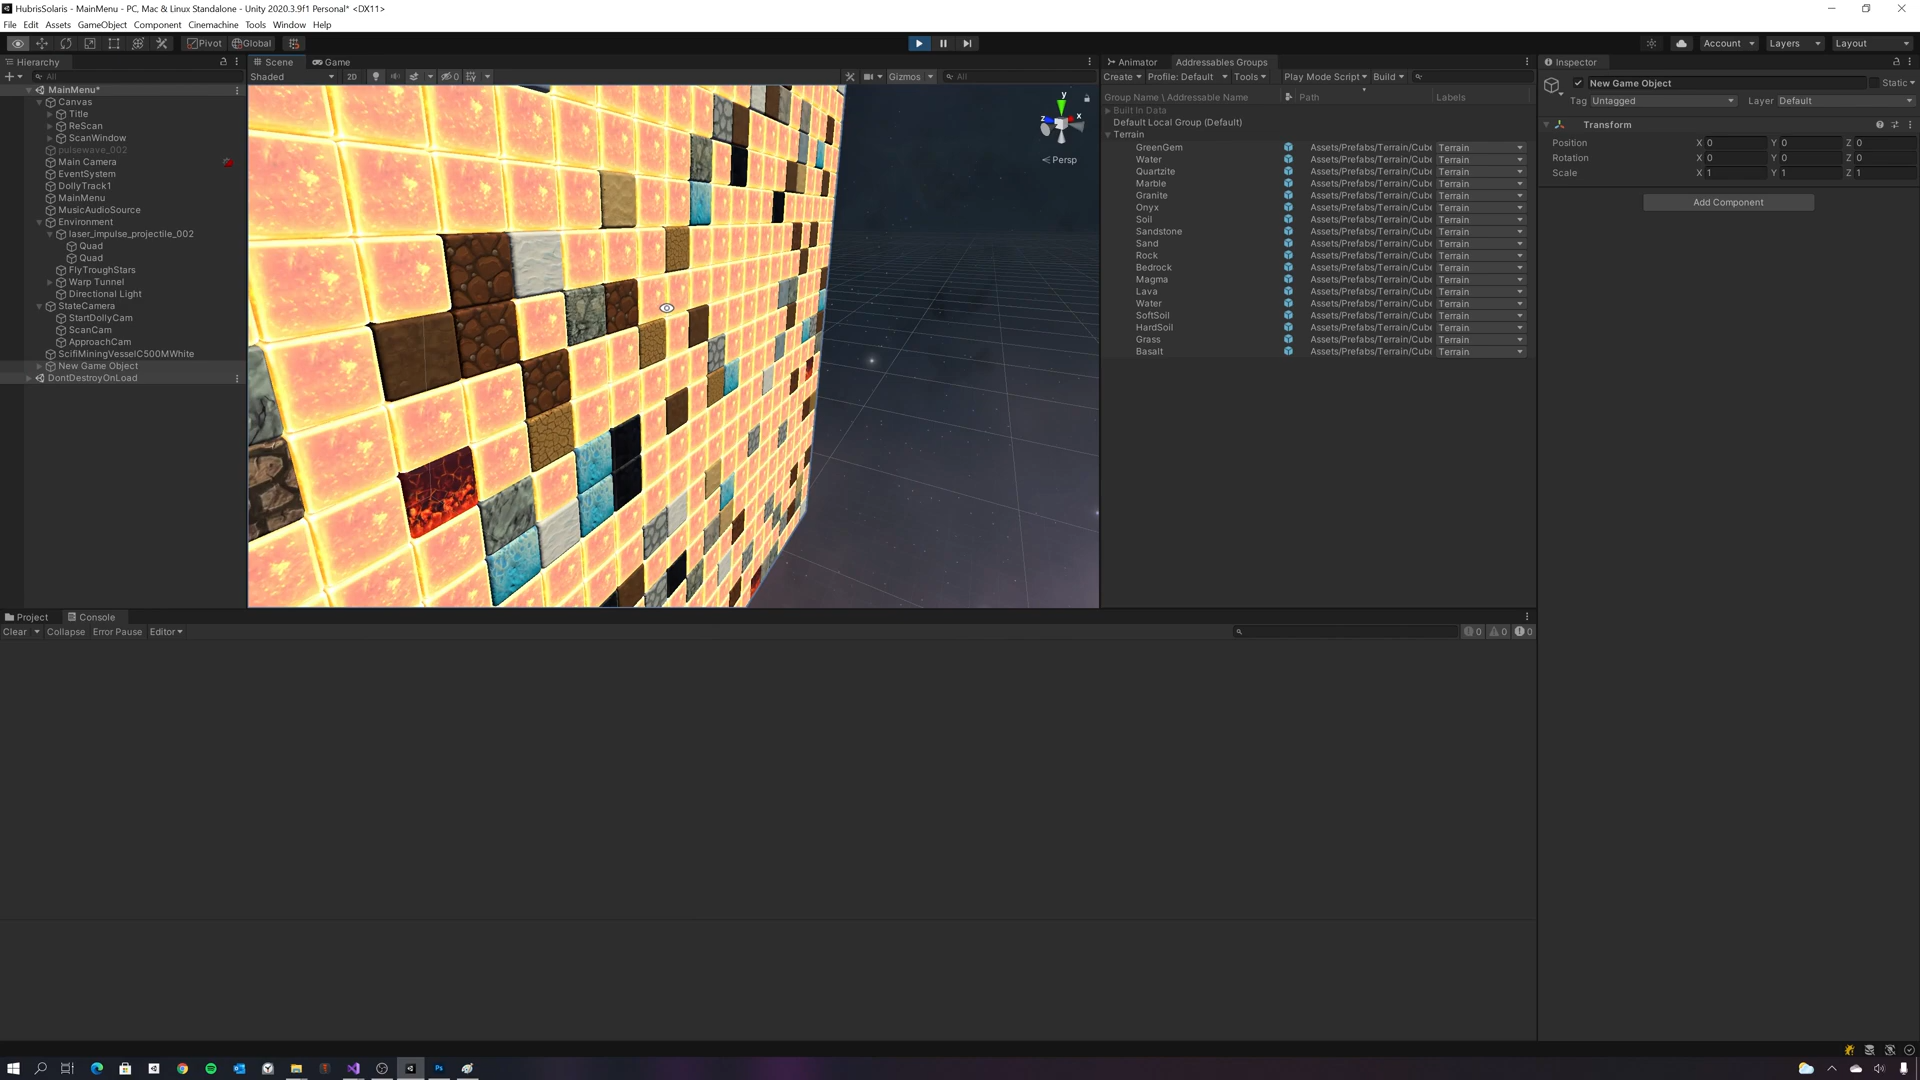 HubrisSolaris - MainMenu - PC, Mac & Linux Standalone - Unity 2020.3.9f1 Personal* <DX11>
File Edit Assets GameObject Component Cinemachine Tools Window Help
Pivot Global Account Layers Layout
Hierarchy
All
MainMenu*
Canvas
Title
ReScan
ScanWindow
pulsewave_002
Main Camera
EventSystem
DollyTrack1
MainMenu
MusicAudioSource
Environment
laser_impulse_projectile_002
Quad
Quad
FlyTroughStars
Warp Tunnel
Directional Light
StateCamera
StartDollyCam
ScanCam
ApproachCam
ScifiMiningVesselC500MWhite
New Game Object
DontDestroyOnLoad
Scene Game
Shaded 2D 0 Gizmos All
y
z x
Persp
Animator Addressables Groups
Create Profile: Default Tools Play Mode Script Build
Group Name \ Addressable Name Path Labels
Built In Data
Default Local Group (Default)
Terrain
GreenGem Assets/Prefabs/Terrain/Cube Terrain
Water Assets/Prefabs/Terrain/Cube Terrain
Quartzite Assets/Prefabs/Terrain/Cube Terrain
Marble Assets/Prefabs/Terrain/Cube Terrain
Granite Assets/Prefabs/Terrain/Cube Terrain
Onyx Assets/Prefabs/Terrain/Cube Terrain
Soil Assets/Prefabs/Terrain/Cube Terrain
Sandstone Assets/Prefabs/Terrain/Cube Terrain
Sand Assets/Prefabs/Terrain/Cube Terrain
Rock Assets/Prefabs/Terrain/Cube Terrain
Bedrock Assets/Prefabs/Terrain/Cube Terrain
Magma Assets/Prefabs/Terrain/Cube Terrain
Lava Assets/Prefabs/Terrain/Cube Terrain
Water Assets/Prefabs/Terrain/Cube Terrain
SoftSoil Assets/Prefabs/Terrain/Cube Terrain
HardSoil Assets/Prefabs/Terrain/Cube Terrain
Grass Assets/Prefabs/Terrain/Cube Terrain
Basalt Assets/Prefabs/Terrain/Cube Terrain
Inspector
New Game Object Static
Tag Untagged Layer Default
Transform
Position X 0 Y 0 Z 0
Rotation X 0 Y 0 Z 0
Scale X 1 Y 1 Z 1
Add Component
Project Console
Clear Collapse Error Pause Editor 0 0 0
Ps